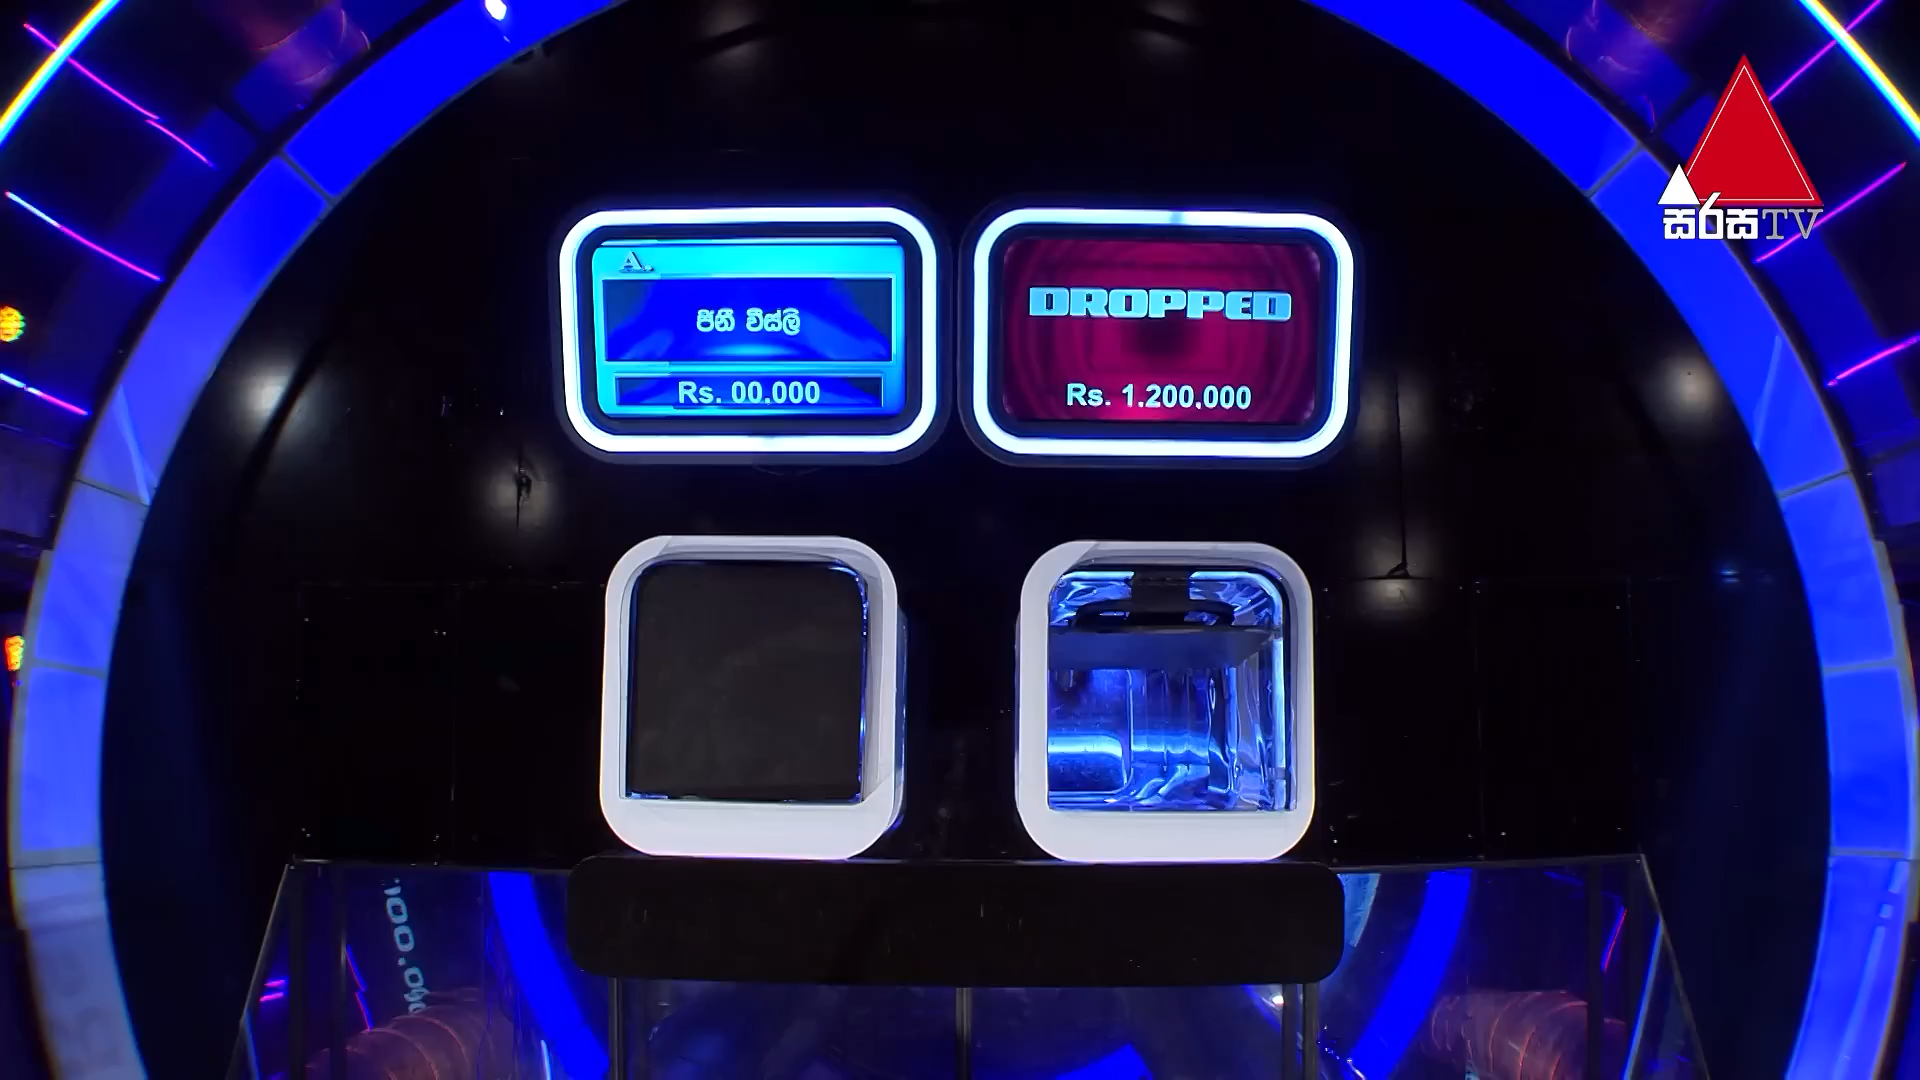 A.
ජිනී වීස්ලි
Rs. 00,000
DROPPED
Rs. 1,200,000
සිරස TV